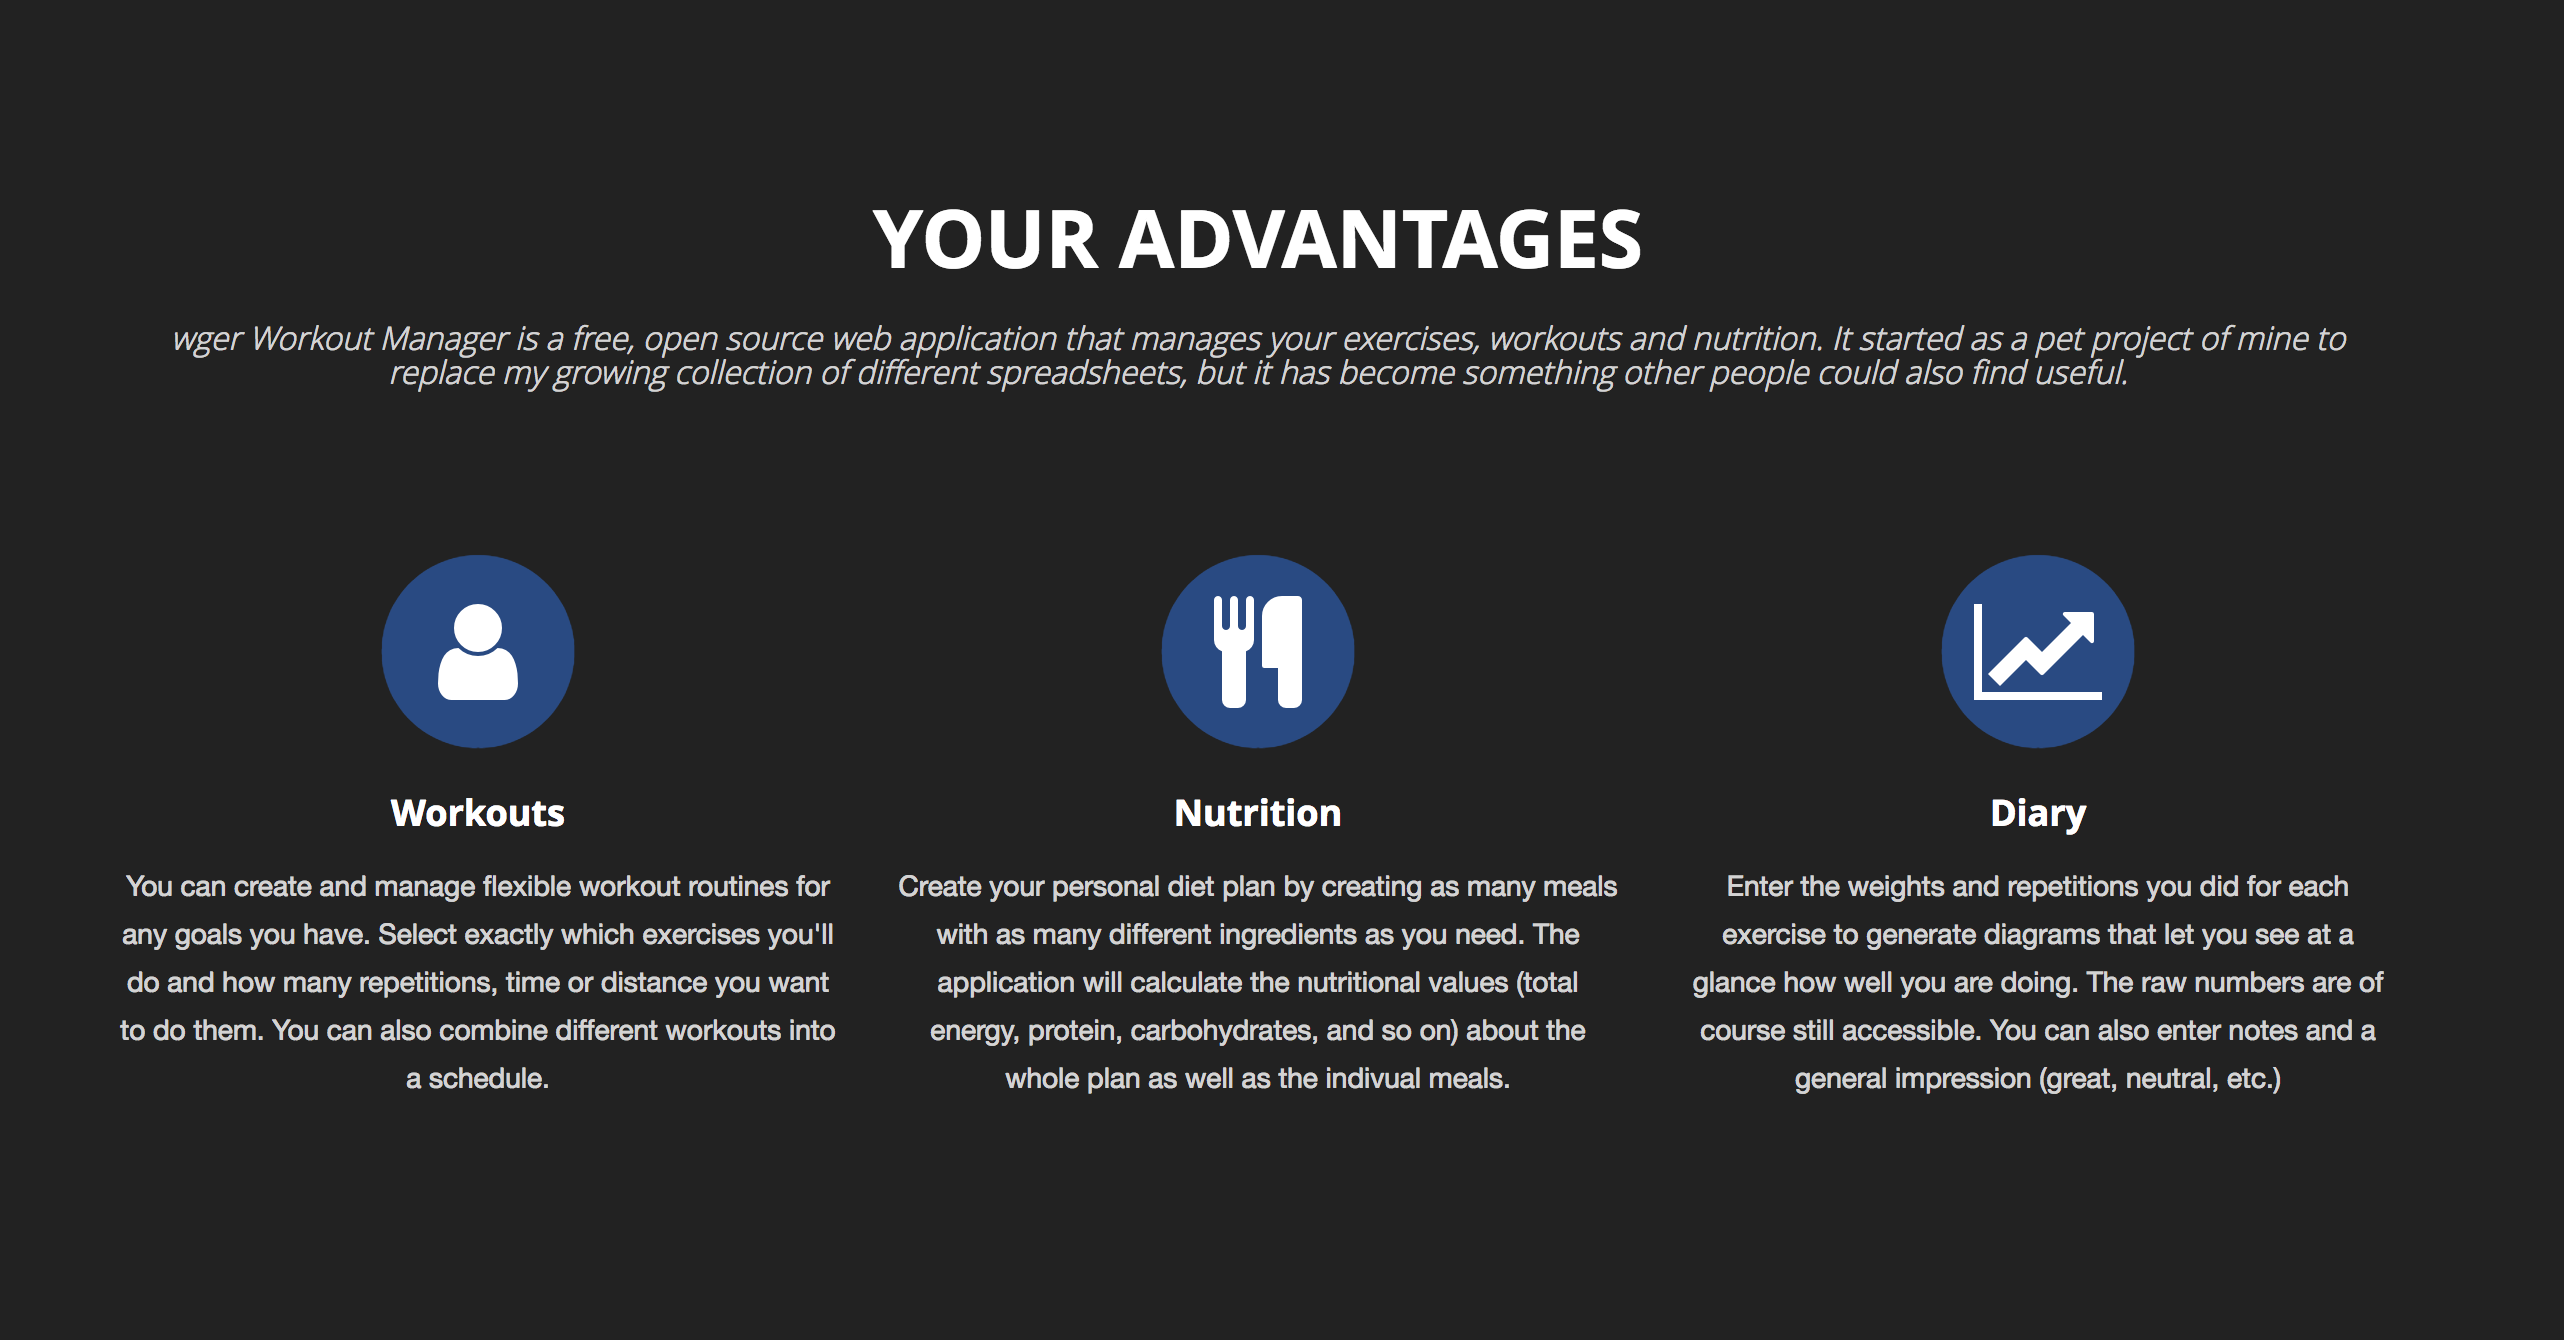 YOUR ADVANTAGES
wger Workout Manager is a free, open source web application that manages your exercises, workouts and nutrition. It started as a pet project of mine to
replace my growing collection of different spreadsheets, but it has become something other people could also find useful.
Workouts
You can create and manage flexible workout routines for
any goals you have. Select exactly which exercises you'll
do and how many repetitions, time or distance you want
to do them. You can also combine different workouts into
a schedule.
Nutrition
Create your personal diet plan by creating as many meals
with as many different ingredients as you need. The
application will calculate the nutritional values (total
energy, protein, carbohydrates, and so on) about the
whole plan as well as the indivual meals.
Diary
Enter the weights and repetitions you did for each
exercise to generate diagrams that let you see at a
glance how well you are doing. The raw numbers are of
course still accessible. You can also enter notes and a
general impression (great, neutral, etc.)